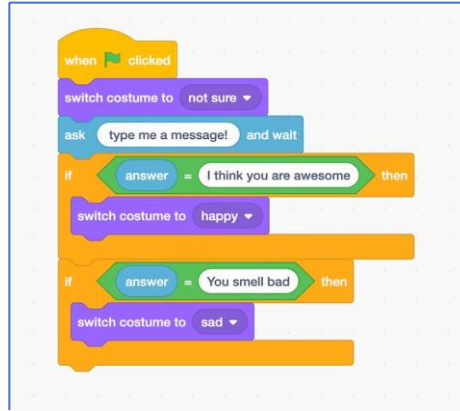 when clicked
switch costume to not sure
ask type me a message! and wait
if answer = I think you are awesome then
switch costume to happy
if answer = You smell bad then
switch costume to sad